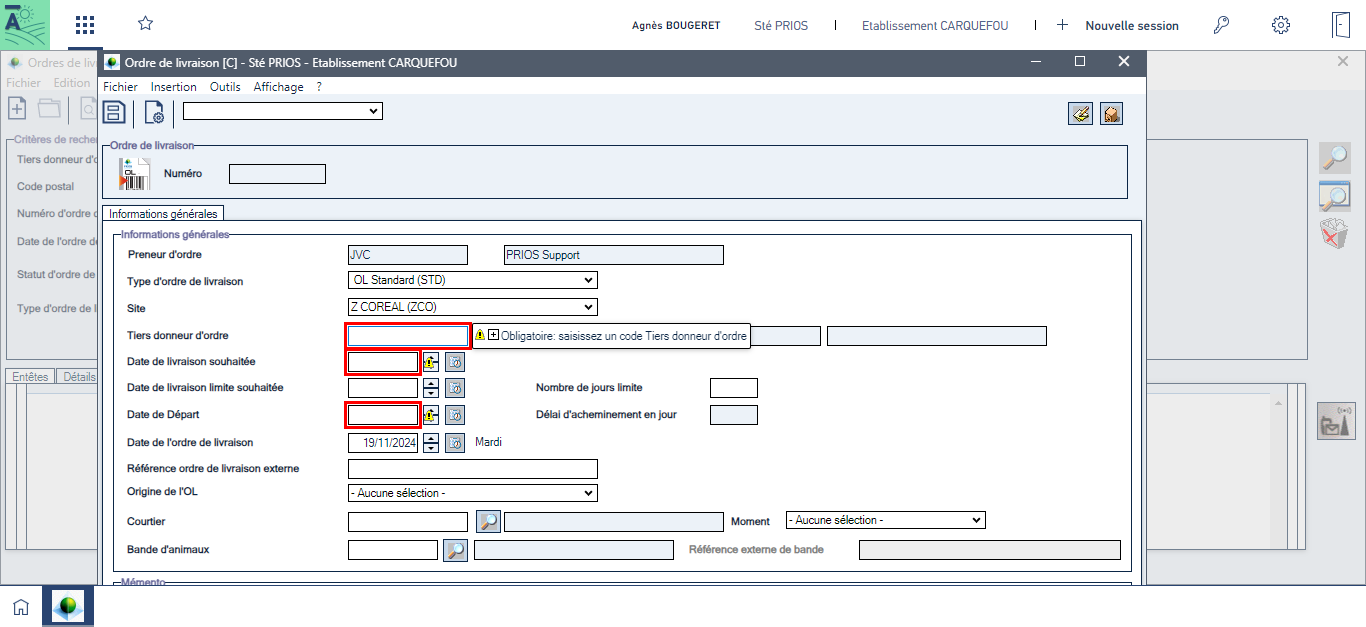 Agnès BOUGERET Sté PRIOS Etablissement CARQUEFOU Nouvelle session
Ordres de liv
Fichier Edition
Critères de recher
Tiers donneur d'o
Code postal
Numéro d'ordre d
Date de l'ordre de
Statut d'ordre de
Type d'ordre de l
Entêtes Détails
Ordre de livraison [C] - Sté PRIOS - Etablissement CARQUEFOU
Fichier Insertion Outils Affichage ?
Ordre de livraison
OL
Numéro
Informations générales
Informations générales
Preneur d'ordre JVC PRIOS Support
Type d'ordre de livraison OL Standard (STD)
Site Z COREAL (ZCO)
Tiers donneur d'ordre Obligatoire: saisissez un code Tiers donneur d'ordre
Date de livraison souhaitée
Date de livraison limite souhaitée Nombre de jours limite
Date de Départ Délai d'acheminement en jour
Date de l'ordre de livraison 19/11/2024 Mardi
Référence ordre de livraison externe
Origine de l'OL - Aucune sélection -
Courtier Moment - Aucune sélection -
Bande d'animaux Référence externe de bande
Mémento